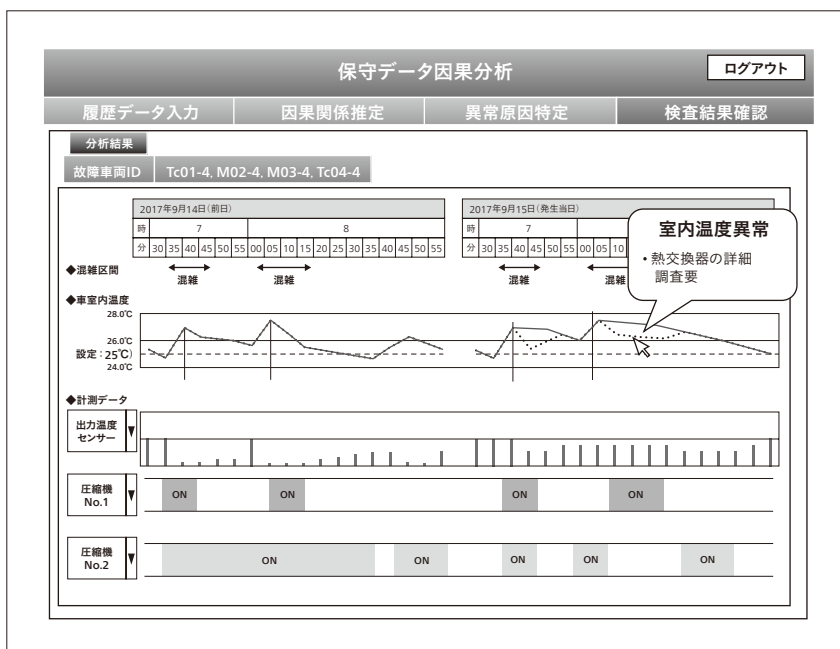 保守データ因果分析
ログアウト
履歴データ入力
因果関係推定
異常原因特定
検査結果確認
分析結果
故障車両ID
Tc01-4, M02-4, M03-4, Tc04-4
2017年9月14日(前日)
2017年9月15日(発生当日)
時 7 8
時 7
分 30 35 40 45 50 55 00 05 10 15 20 25 30 35 40 45 50 55
分 30 35 40 45 50 55 00 05 10
室内温度異常
・熱交換器の詳細
調査要
◆混雑区間
混雑
混雑
混雑
混雑
◆車室内温度
28.0℃
26.0℃
設定:25℃)
24.0℃
◆計測データ
出力温度
センサー
▼
圧縮機
No.1
▼
ON
ON
ON
ON
圧縮機
No.2
▼
ON
ON
ON
ON
ON